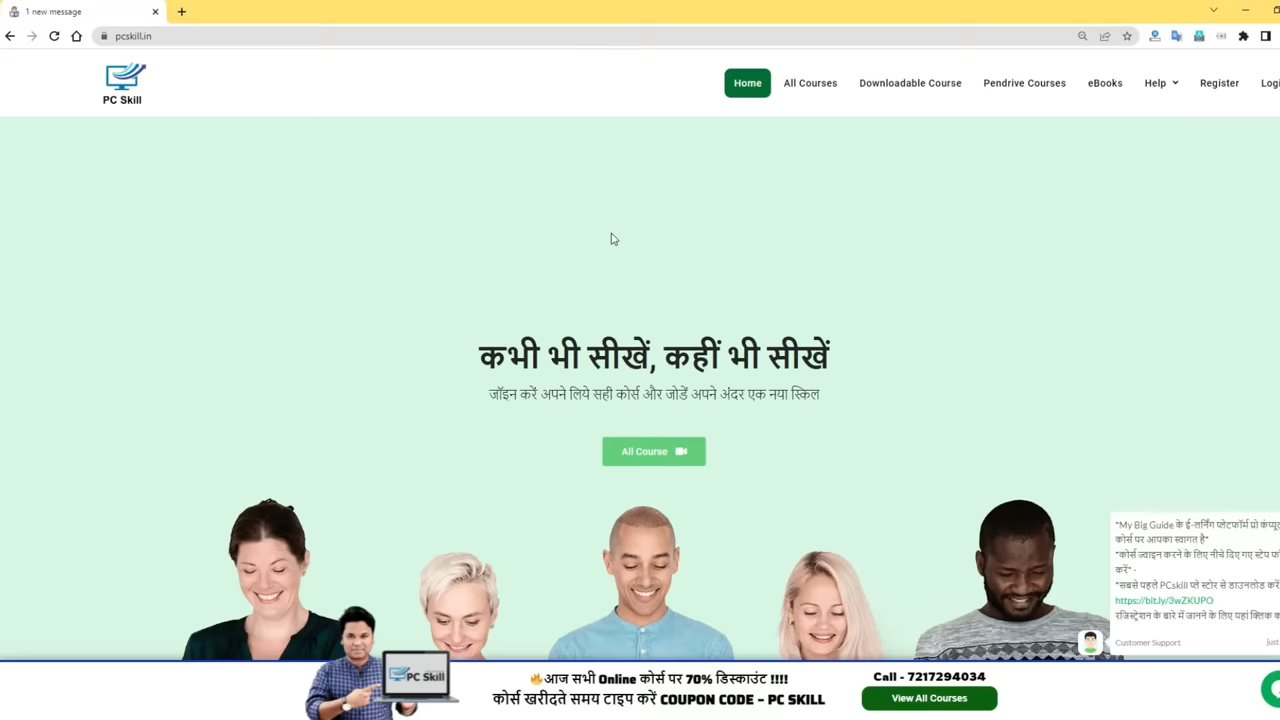 1 new message
pcskill.in
PC Skill
Home
All Courses
Downloadable Course
Pendrive Courses
eBooks
Help
Register
कभी भी सीखें, कहीं भी सीखें
जॉइन करें अपने लिये सही कोर्स और जोडें अपने अंदर एक नया स्किल
All Course
"My Big Guide के ई-लर्निंग प्लेटफॉर्म प्रो
कोर्स पर आपका स्वागत है"
"कोर्स ज्वाइन करने के लिए नीचे दिए गए स्टेप
करें" -
"सबसे पहले PCskill प्ले स्टोर से डाउनलोड करें
https://bit.ly/3wZKUPO
रजिस्ट्रेशन के बारे में जानने के लिए यहां क्लिक
Customer Support
just
PC Skill
🔥आज सभी Online कोर्स पर 70% डिस्काउंट !!!!
कोर्स खरीदते समय टाइप करें COUPON CODE - PC SKILL
Call - 7217294034
View All Courses